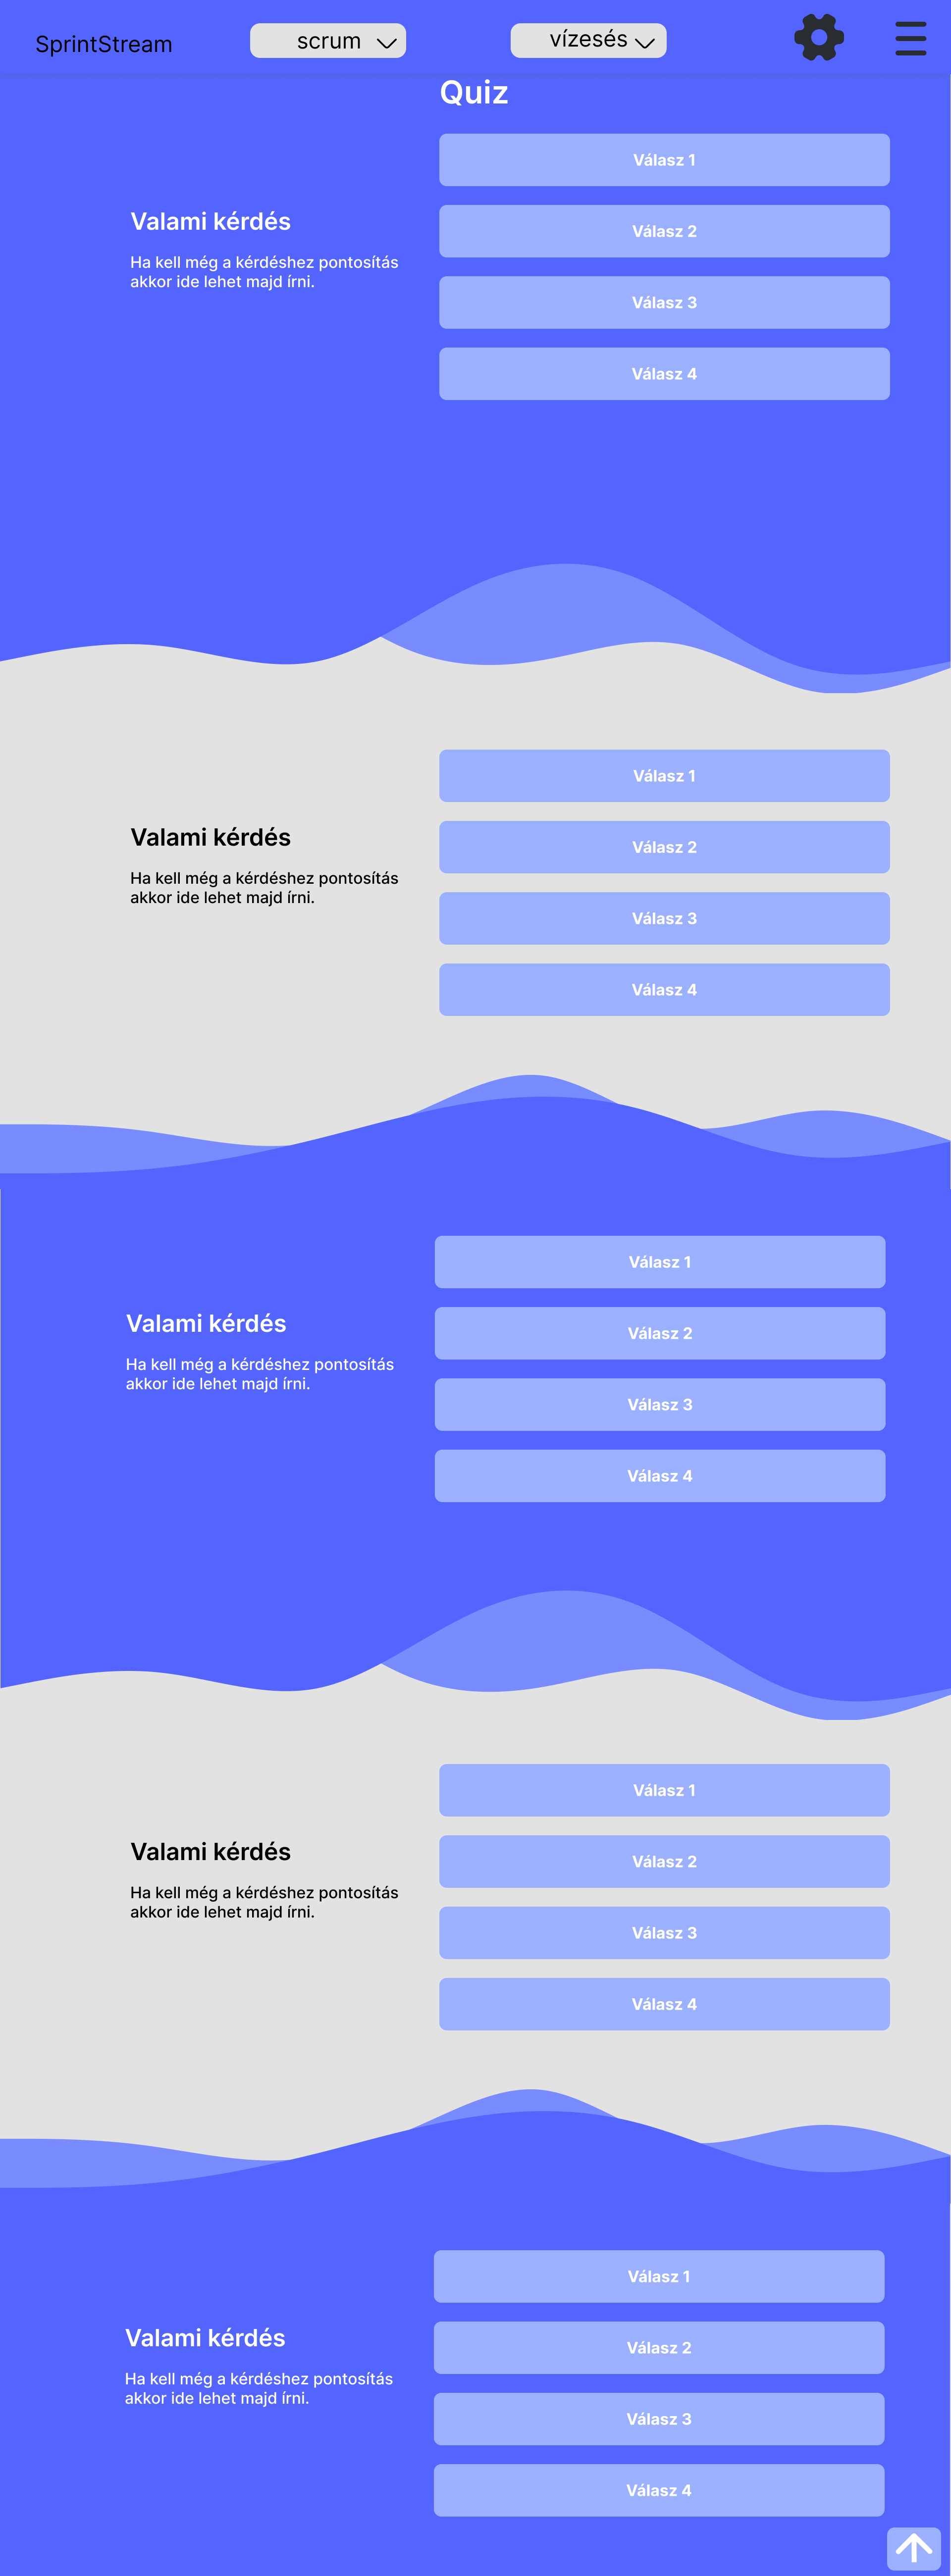 SprintStream
scrum
vízesés
Quiz
Valami kérdés
Ha kell még a kérdéshez pontosítás
akkor ide lehet majd írni.
Válasz 1
Válasz 2
Válasz 3
Válasz 4
Valami kérdés
Ha kell még a kérdéshez pontosítás
akkor ide lehet majd írni.
Válasz 1
Válasz 2
Válasz 3
Válasz 4
Valami kérdés
Ha kell még a kérdéshez pontosítás
akkor ide lehet majd írni.
Válasz 1
Válasz 2
Válasz 3
Válasz 4
Valami kérdés
Ha kell még a kérdéshez pontosítás
akkor ide lehet majd írni.
Válasz 1
Válasz 2
Válasz 3
Válasz 4
Valami kérdés
Ha kell még a kérdéshez pontosítás
akkor ide lehet majd írni.
Válasz 1
Válasz 2
Válasz 3
Válasz 4